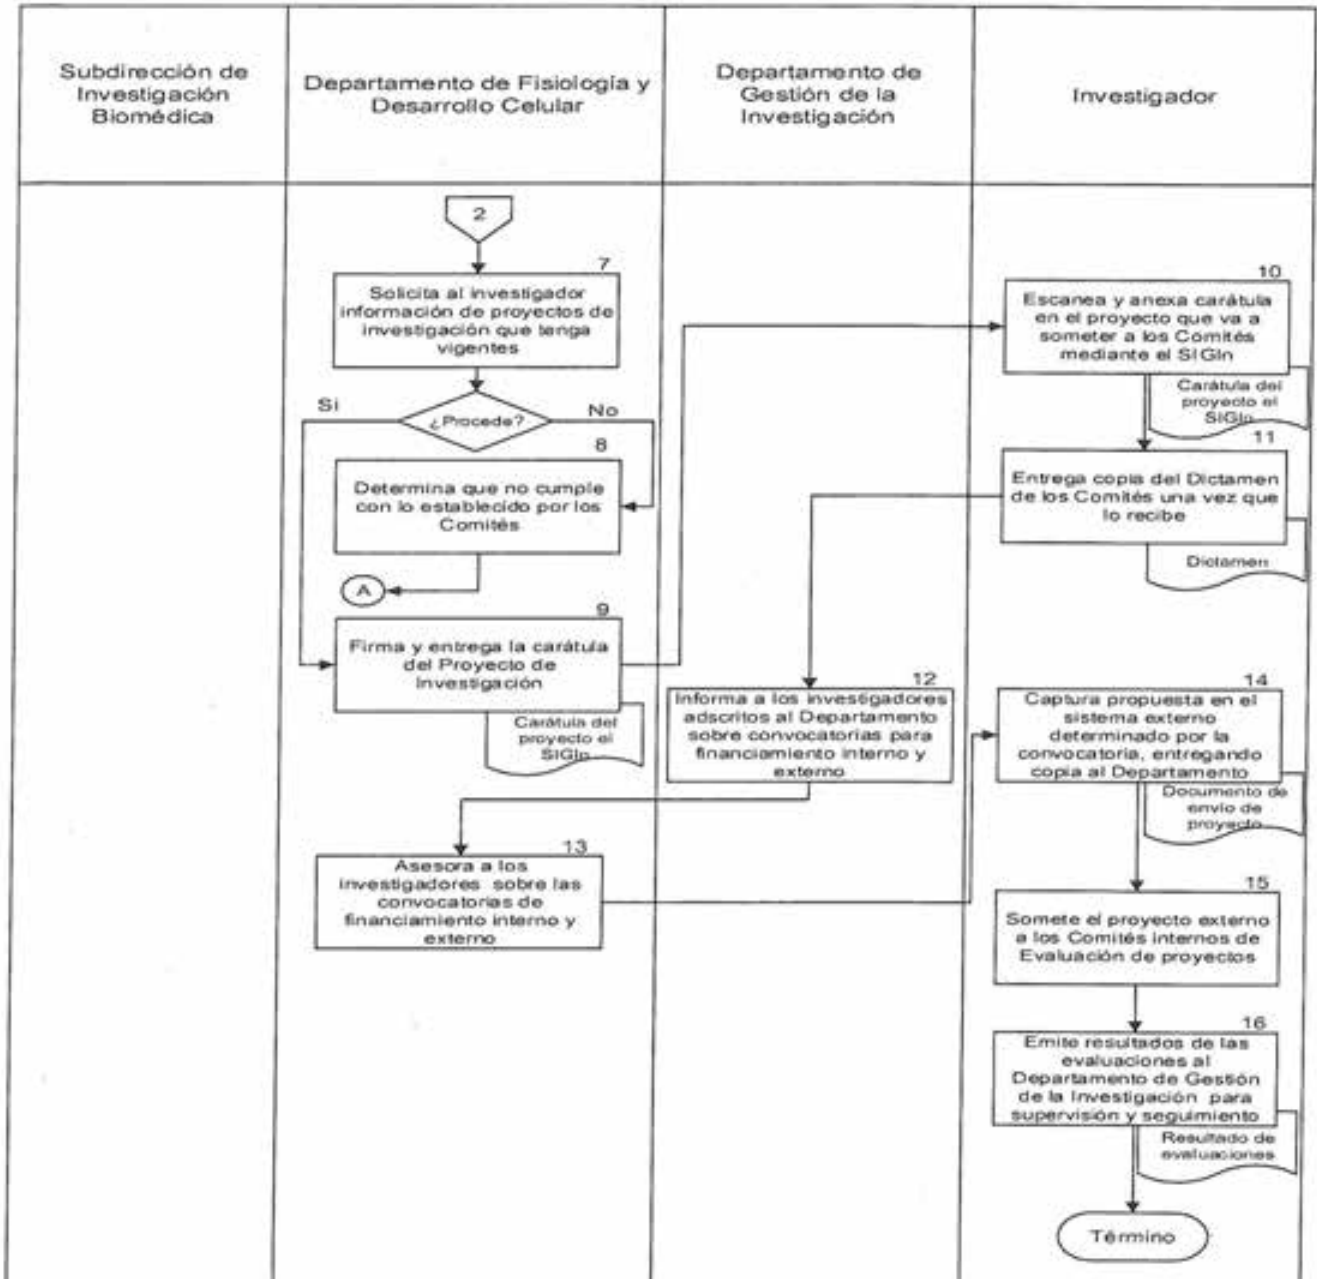 Subdirección de
Investigación
Biomédica
Departamento de Fisiología y
Desarrollo Celular
Departamento de
Gestión de la
Investigación
Investigador
2
7
Solicita al investigador
información de proyectos de
investigación que tenga
vigentes
Si
¿Procede?
No
8
Determina que no cumple
con lo establecido por los
Comités
A
9
Firma y entrega la carátula
del Proyecto de
Investigación
Carátula del
proyecto el
SIGIn
10
Escanea y anexa carátula
en el proyecto que va a
someter a los Comités
mediante el SIGIn
Carátula del
proyecto el
SIGIn
11
Entrega copia del Dictamen
de los Comités una vez que
lo recibe
Dictamen
12
Informa a los investigadores
adscritos al Departamento
sobre convocatorias para
financiamiento interno y
externo
13
Asesora a los
investigadores sobre las
convocatorias de
financiamiento interno y
externo
14
Captura propuesta en el
sistema externo
determinado por la
convocatoria, entregando
copia al Departamento
Documento de
envío de
proyecto
15
Somete el proyecto externo
a los Comités internos de
Evaluación de proyectos
16
Emite resultados de las
evaluaciones al
Departamento de Gestión
de la Investigación para
supervisión y seguimiento
Resultado de
evaluaciones
Término